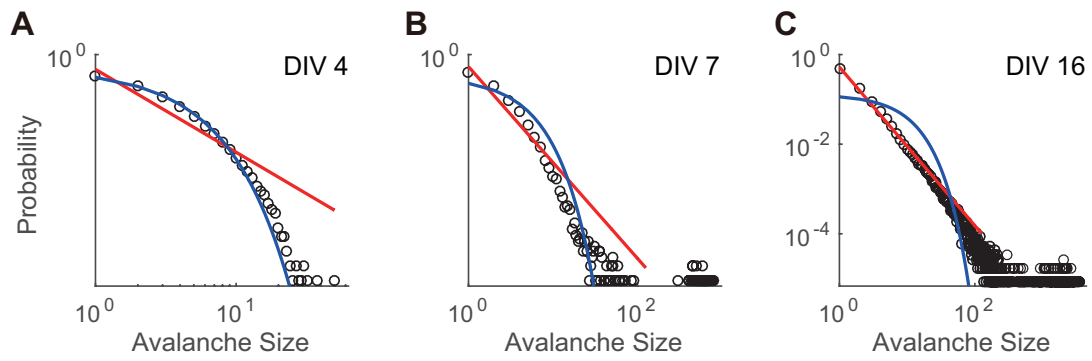 A B C
10^0 DIV 4 10^0 DIV 7 10^0 DIV 16
Probability
10^-2
10^-4
10^0 10^1 10^0 10^2 10^0 10^2
Avalanche Size Avalanche Size Avalanche Size